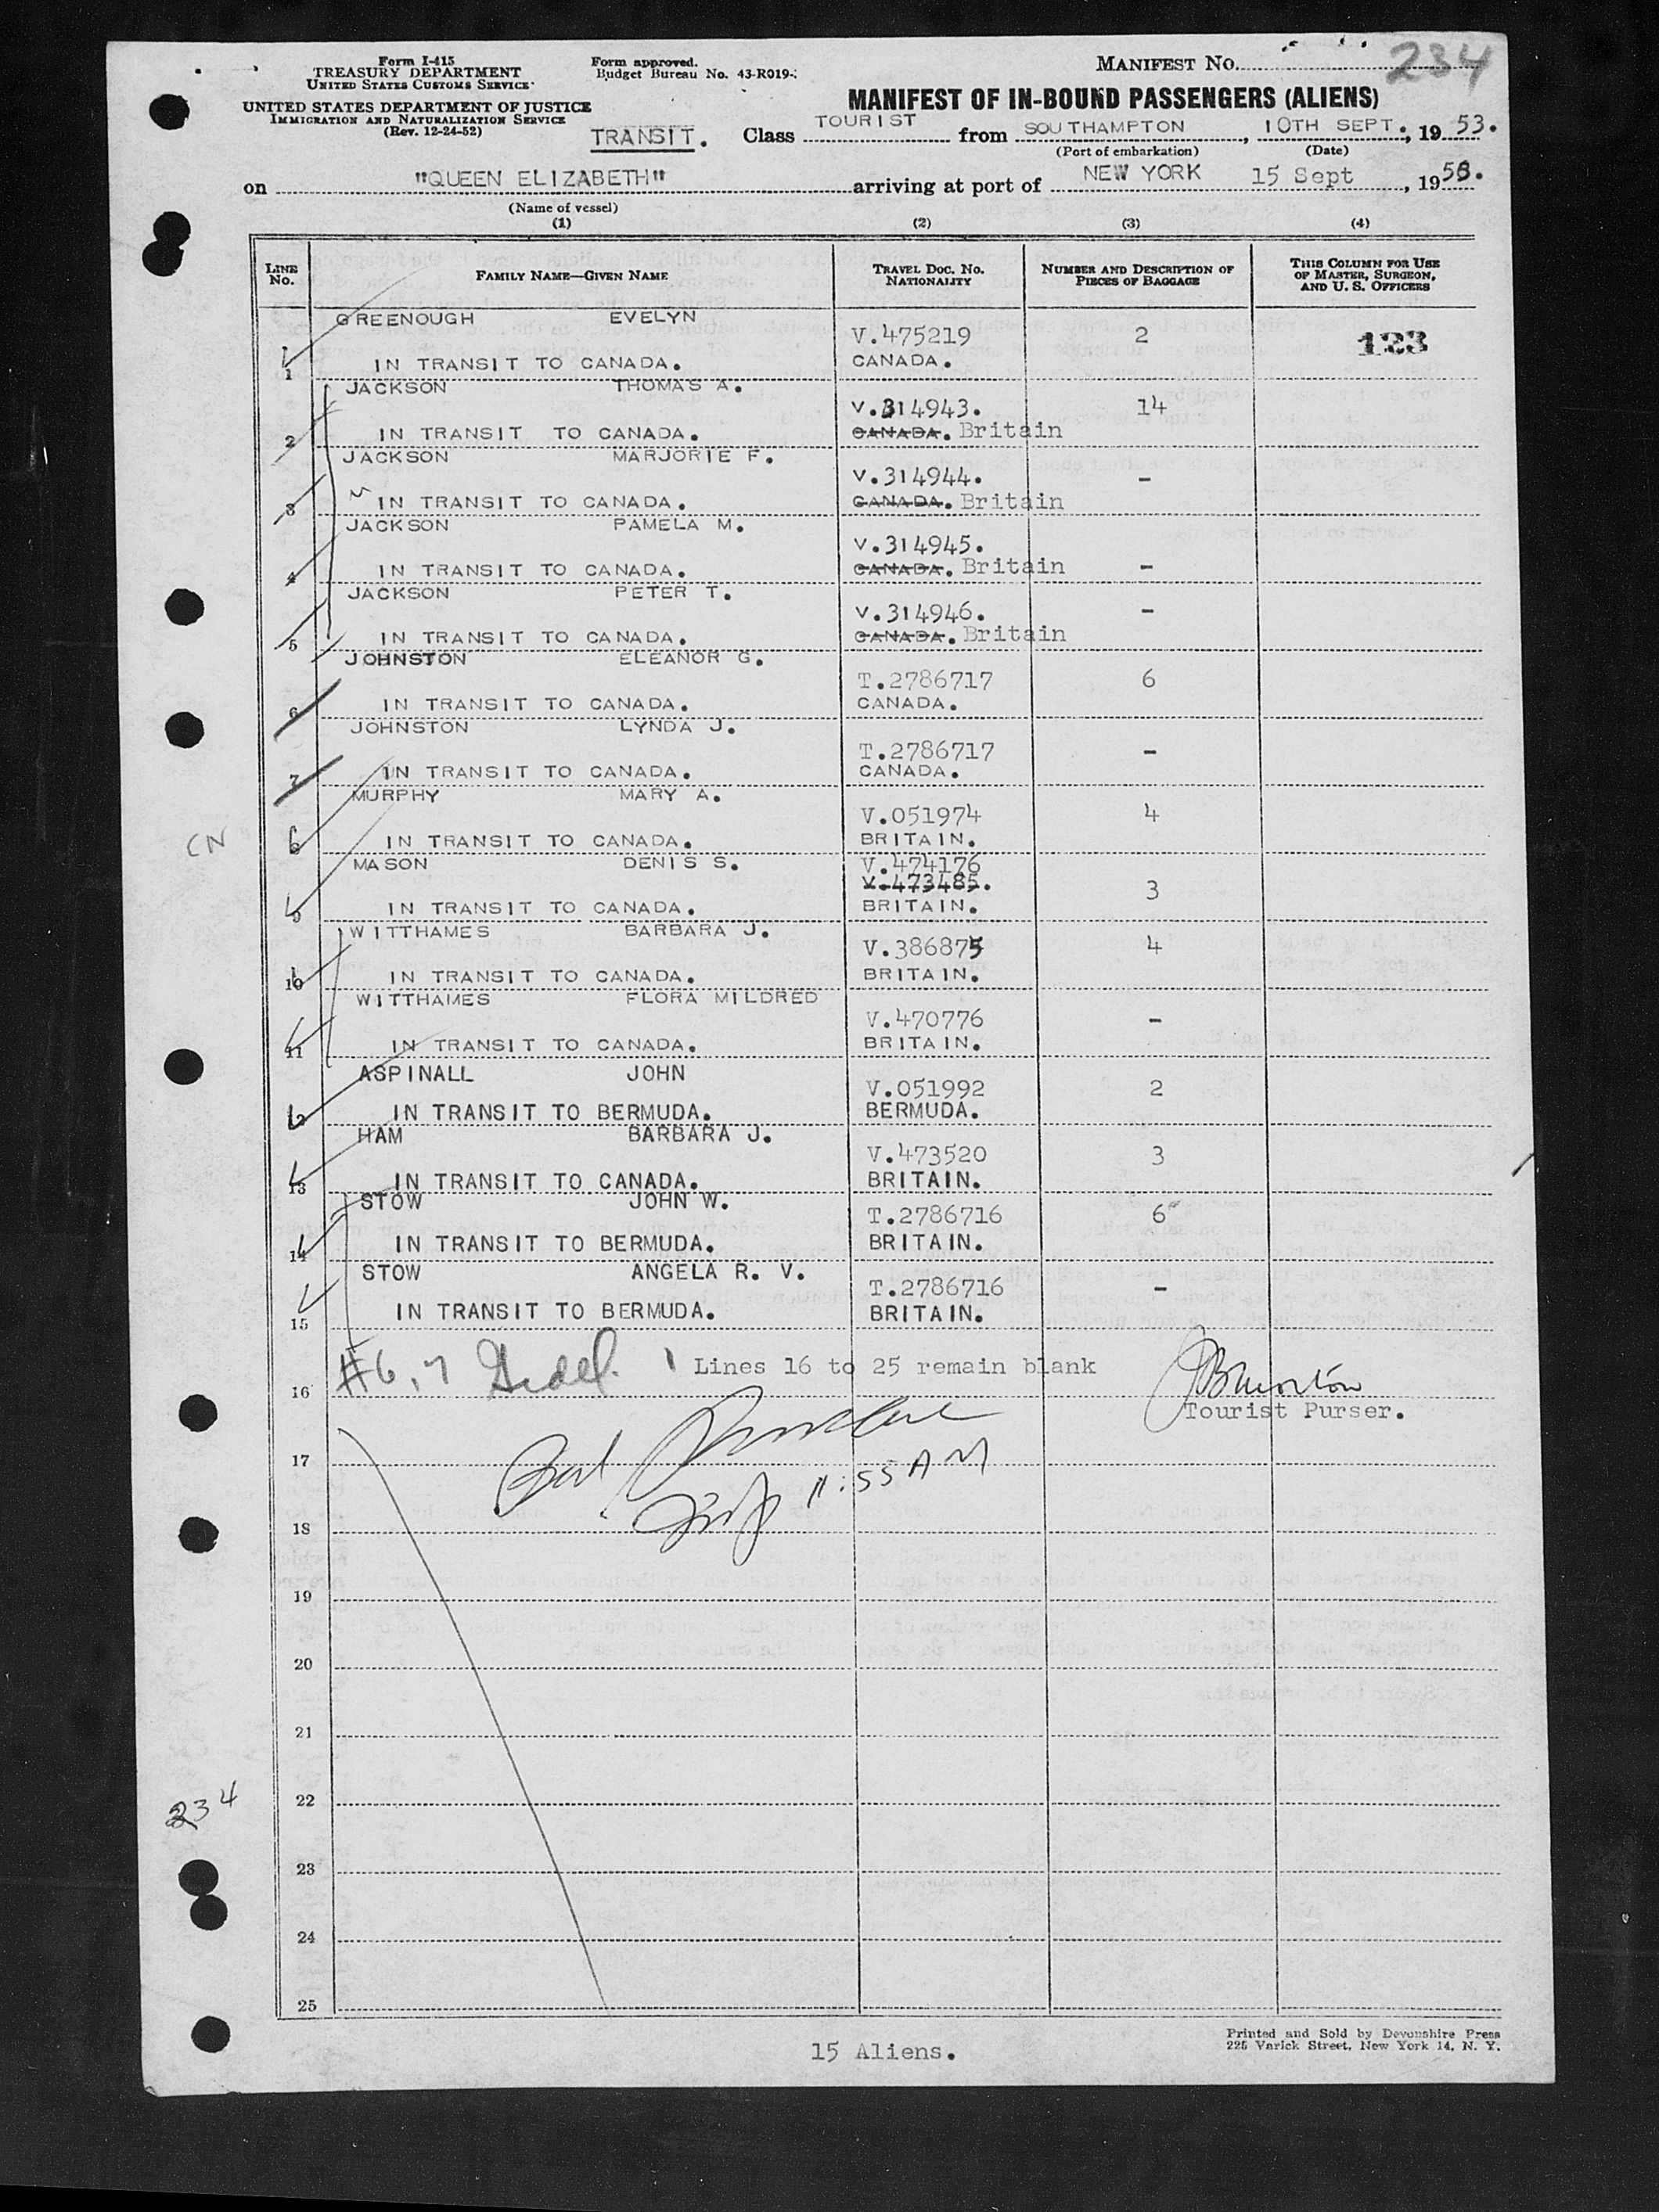 Form I-415
TREASURY DEPARTMENT
UNITED STATES CUSTOMS SERVICE
UNITED STATES DEPARTMENT OF JUSTICE
IMMIGRATION AND NATURALIZATION SERVICE
(Rev. 12-24-52)
Form approved.
Budget Bureau No. 43-R019-
MANIFEST NO. 234
MANIFEST OF IN-BOUND PASSENGERS (ALIENS)
TRANSIT. Class TOURIST from SOUTHAMPTON, 10TH SEPT., 1953.
(Port of embarkation) (Date)
on "QUEEN ELIZABETH" arriving at port of NEW YORK 15 Sept, 1953.
(Name of vessel)
(1) (2) (3) (4)
LINE NO.
FAMILY NAME—GIVEN NAME
TRAVEL DOC. NO. NATIONALITY
NUMBER AND DESCRIPTION OF PIECES OF BAGGAGE
THIS COLUMN FOR USE OF MASTER, SURGEON, AND U. S. OFFICERS
GREENOUGH EVELYN
V.475219 2 123
1 IN TRANSIT TO CANADA. CANADA.
JACKSON THOMAS A.
V.314943. 14
2 IN TRANSIT TO CANADA. CANADA. Britain
JACKSON MARJORIE F.
V.314944. -
3 IN TRANSIT TO CANADA. CANADA. Britain
JACKSON PAMELA M.
V.314945.
4 IN TRANSIT TO CANADA. CANADA. Britain -
JACKSON PETER T.
V.314946. -
5 IN TRANSIT TO CANADA. CANADA. Britain
JOHNSTON ELEANOR G.
T.2786717 6
6 IN TRANSIT TO CANADA. CANADA.
JOHNSTON LYNDA J.
T.2786717 -
7 IN TRANSIT TO CANADA. CANADA.
MURPHY MARY A.
V.051974 4
CN
8 IN TRANSIT TO CANADA. BRITAIN.
MASON DENIS S. V.474176
V.473485. 3
9 IN TRANSIT TO CANADA. BRITAIN.
WITTHAMES BARBARA J.
V.386875 4
10 IN TRANSIT TO CANADA. BRITAIN.
WITTHAMES FLORA MILDRED
V.470776 -
11 IN TRANSIT TO CANADA. BRITAIN.
ASPINALL JOHN
V.051992 2
12 IN TRANSIT TO BERMUDA. BERMUDA.
HAM BARBARA J.
V.473520 3
13 IN TRANSIT TO CANADA. BRITAIN.
STOW JOHN W.
T.2786716 6
14 IN TRANSIT TO BERMUDA. BRITAIN.
STOW ANGELA R. V.
T.2786716 -
15 IN TRANSIT TO BERMUDA. BRITAIN.
#6, 7
Lines 16 to 25 remain blank
16
Tourist Purser.
17
11:55 AM
18
19
20
21
22
234
23
24
25
15 Aliens.
Printed and Sold by Devonshire Press
225 Varick Street, New York 14, N. Y.